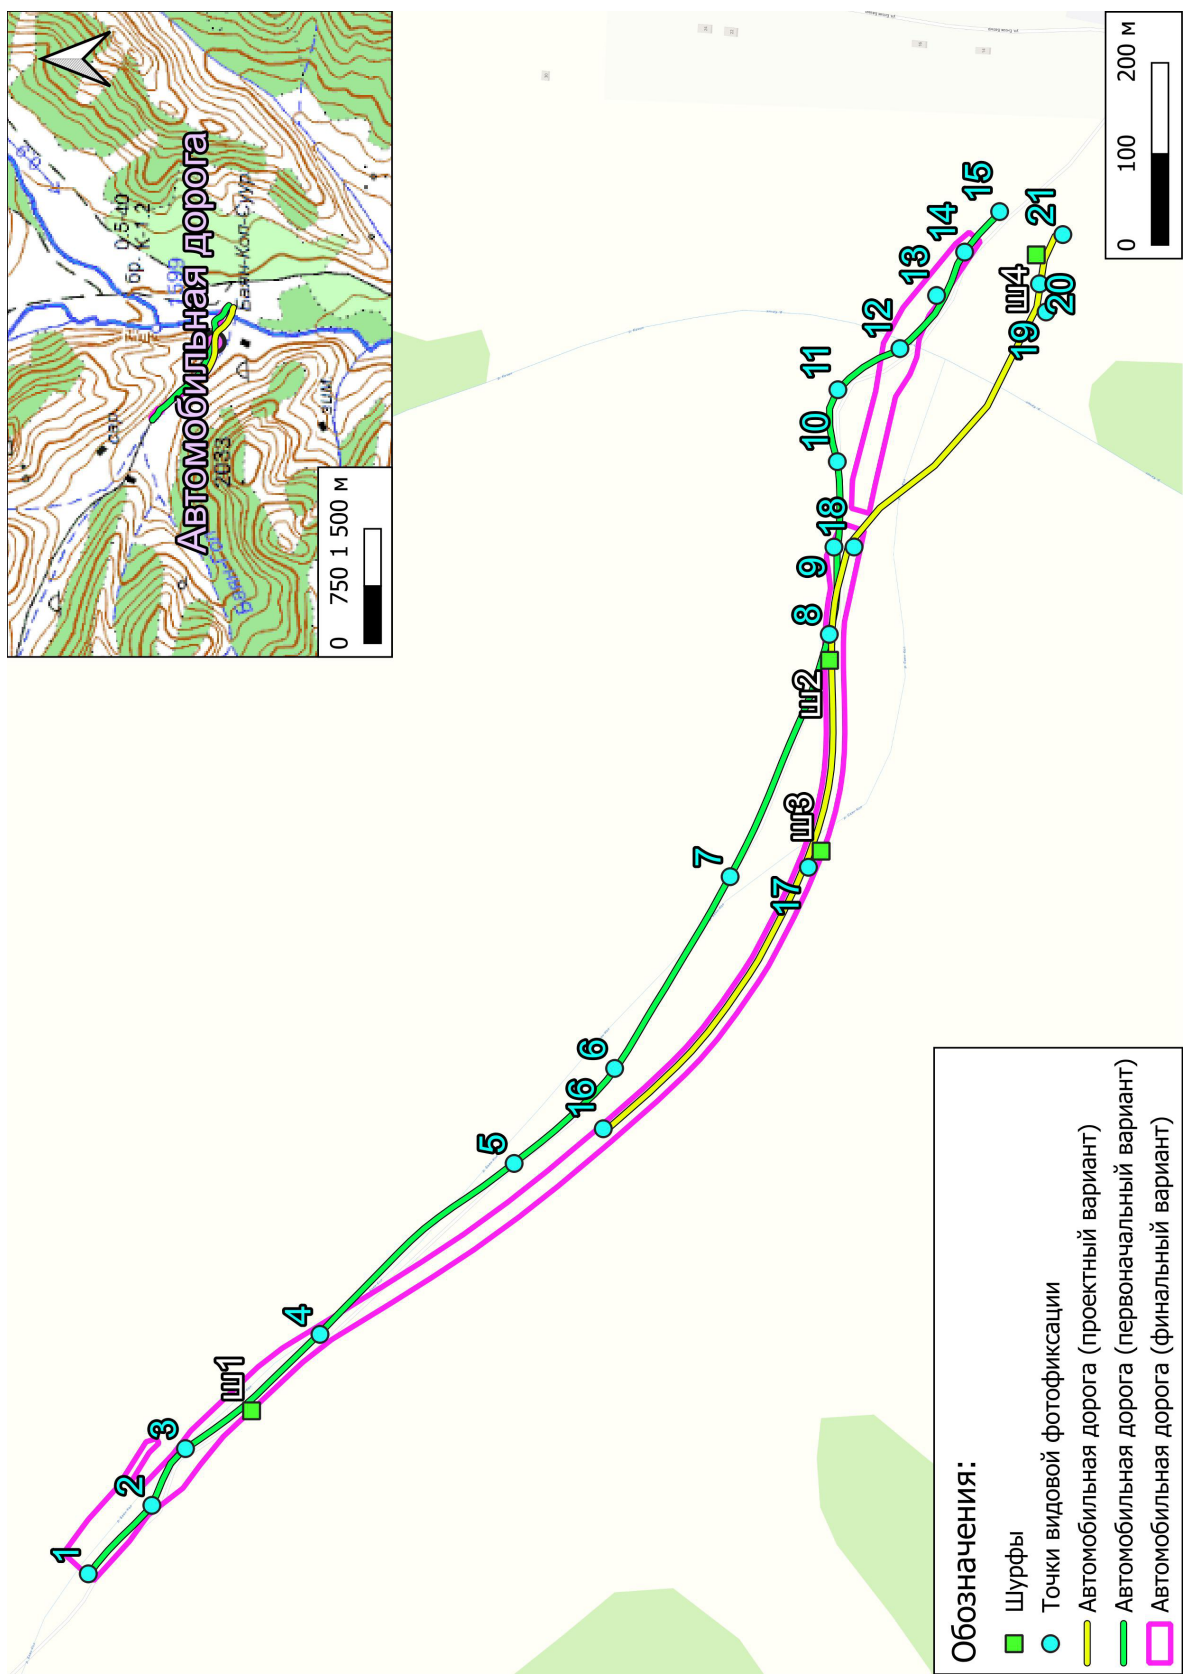 Автомобильная дорога
бр.
0,5-40
К-1 2
1599
Баян-Кол-Суур
сар.
зим.
2033
Баян-Гол
0 750 1 500 м
0 100 200 м
1
2
3
ш1
4
5
16
6
7
17
ш3
ш2
8
9
18
10
11
12
13
14
15
19
20
ш4
21
Обозначения:
Шурфы
Точки видовой фотофиксации
Автомобильная дорога (проектный вариант)
Автомобильная дорога (первоначальный вариант)
Автомобильная дорога (финальный вариант)